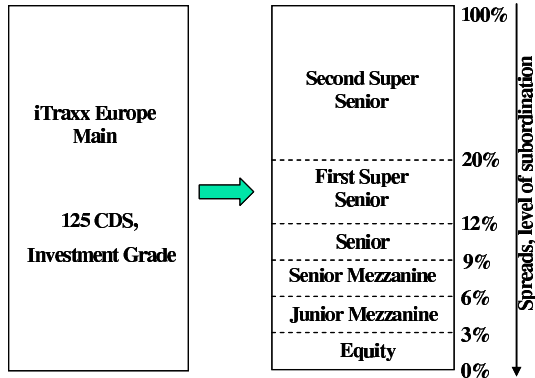 iTraxx Europe
Main
125 CDS,
Investment Grade
100%
Second Super
Senior
20%
First Super
Senior
12%
Senior
9%
Senior Mezzanine
6%
Junior Mezzanine
3%
Equity
0%
Spreads, level of subordination